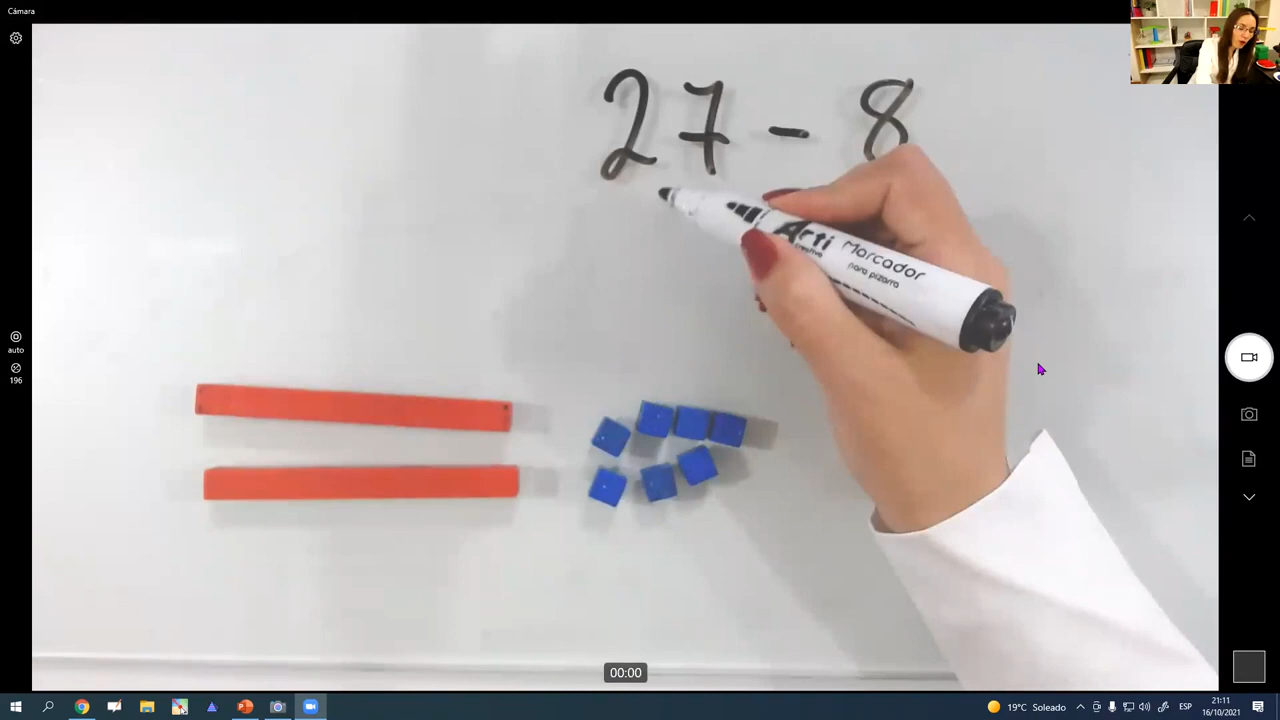 Cámara
27 - 8
Arti
creativo
Marcador
para pizarra
auto
196
00:00
19°C Soleado
ESP
21:11
16/10/2021